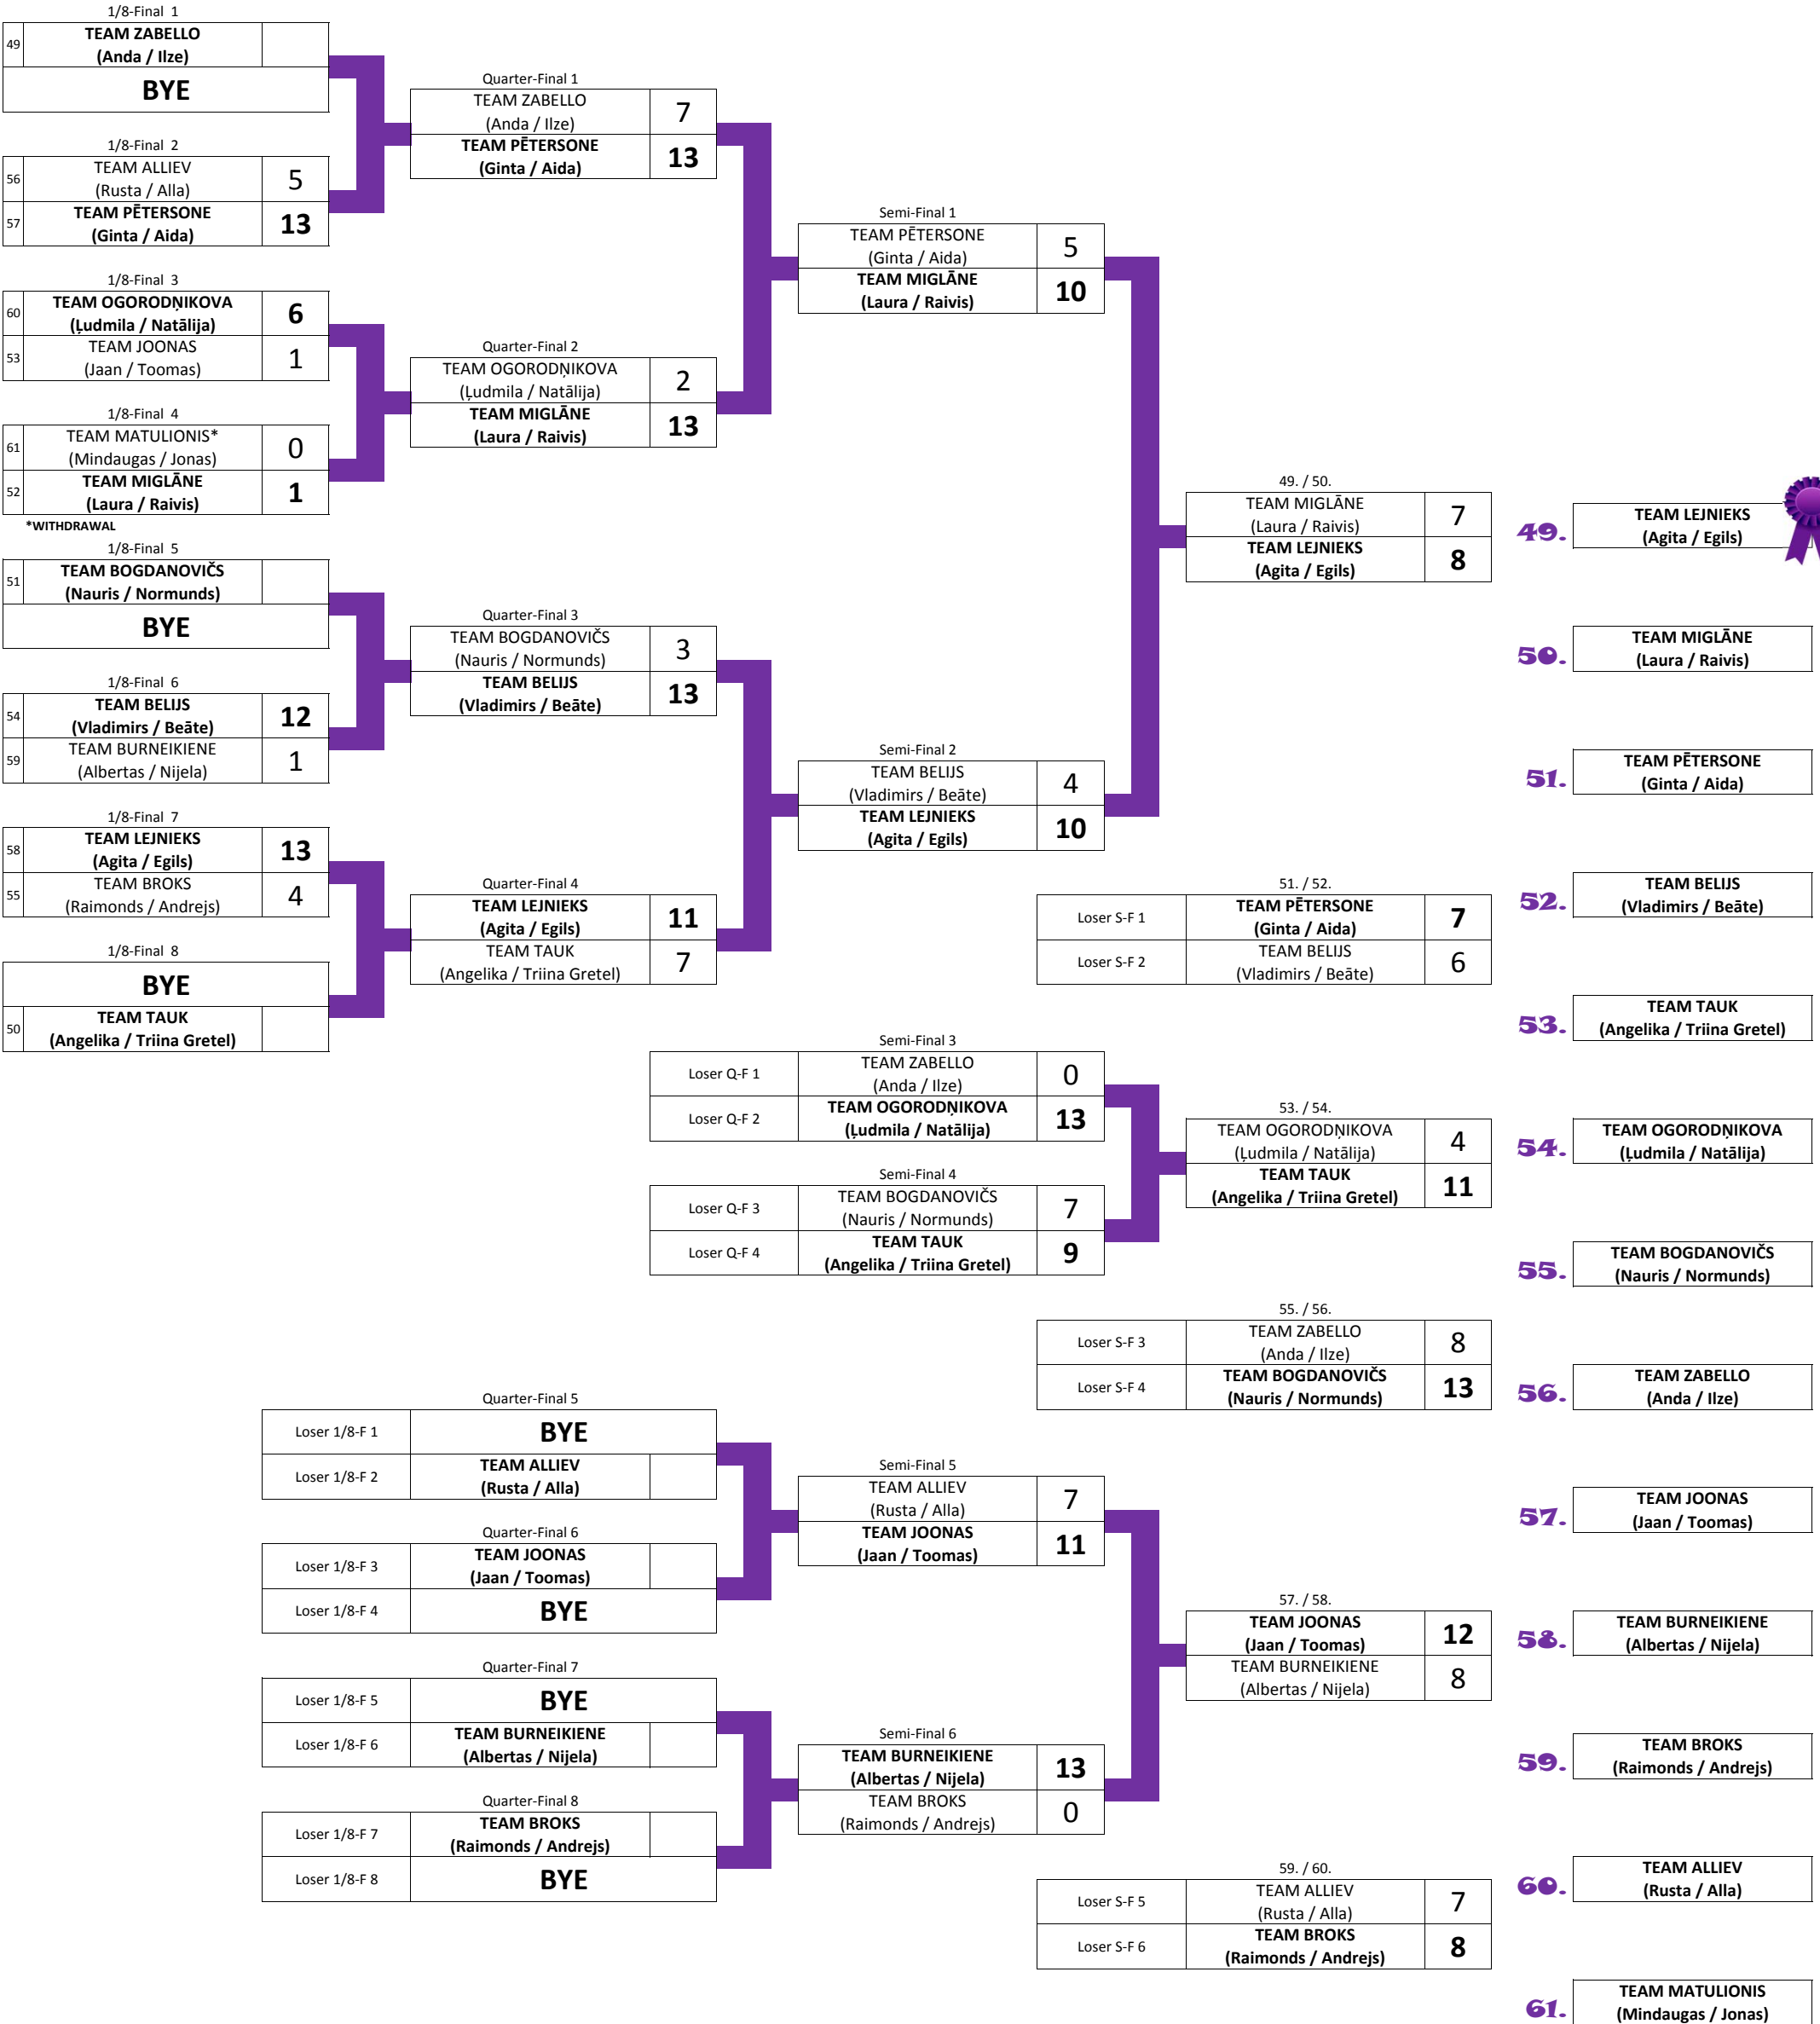 1/8-Final 1
49
TEAM ZABELLO
(Anda / Ilze)
BYE
1/8-Final 2
56
TEAM ALLIEV
(Rusta / Alla)
5
57
TEAM PĒTERSONE
(Ginta / Aida)
13
1/8-Final 3
60
TEAM OGORODŅIKOVA
(Ļudmila / Natālija)
6
53
TEAM JOONAS
(Jaan / Toomas)
1
1/8-Final 4
61
TEAM MATULIONIS*
(Mindaugas / Jonas)
0
52
TEAM MIGLĀNE
(Laura / Raivis)
1
*WITHDRAWAL
1/8-Final 5
51
TEAM BOGDANOVIČS
(Nauris / Normunds)
BYE
1/8-Final 6
54
TEAM BELIJS
(Vladimirs / Beāte)
12
59
TEAM BURNEIKIENE
(Albertas / Nijela)
1
1/8-Final 7
58
TEAM LEJNIEKS
(Agita / Egils)
13
55
TEAM BROKS
(Raimonds / Andrejs)
4
1/8-Final 8
BYE
50
TEAM TAUK
(Angelika / Triina Gretel)
Quarter-Final 1
TEAM ZABELLO
(Anda / Ilze)
7
TEAM PĒTERSONE
(Ginta / Aida)
13
Quarter-Final 2
TEAM OGORODŅIKOVA
(Ļudmila / Natālija)
2
TEAM MIGLĀNE
(Laura / Raivis)
13
Quarter-Final 3
TEAM BOGDANOVIČS
(Nauris / Normunds)
3
TEAM BELIJS
(Vladimirs / Beāte)
13
Quarter-Final 4
TEAM LEJNIEKS
(Agita / Egils)
11
TEAM TAUK
(Angelika / Triina Gretel)
7
Semi-Final 1
TEAM PĒTERSONE
(Ginta / Aida)
5
TEAM MIGLĀNE
(Laura / Raivis)
10
Semi-Final 2
TEAM BELIJS
(Vladimirs / Beāte)
4
TEAM LEJNIEKS
(Agita / Egils)
10
49. / 50.
TEAM MIGLĀNE
(Laura / Raivis)
7
TEAM LEJNIEKS
(Agita / Egils)
8
51. / 52.
Loser S-F 1
TEAM PĒTERSONE
(Ginta / Aida)
7
Loser S-F 2
TEAM BELIJS
(Vladimirs / Beāte)
6
Semi-Final 3
Loser Q-F 1
TEAM ZABELLO
(Anda / Ilze)
0
Loser Q-F 2
TEAM OGORODŅIKOVA
(Ļudmila / Natālija)
13
Semi-Final 4
Loser Q-F 3
TEAM BOGDANOVIČS
(Nauris / Normunds)
7
Loser Q-F 4
TEAM TAUK
(Angelika / Triina Gretel)
9
53. / 54.
TEAM OGORODŅIKOVA
(Ļudmila / Natālija)
4
TEAM TAUK
(Angelika / Triina Gretel)
11
55. / 56.
Loser S-F 3
TEAM ZABELLO
(Anda / Ilze)
8
Loser S-F 4
TEAM BOGDANOVIČS
(Nauris / Normunds)
13
Quarter-Final 5
Loser 1/8-F 1
BYE
Loser 1/8-F 2
TEAM ALLIEV
(Rusta / Alla)
Quarter-Final 6
Loser 1/8-F 3
TEAM JOONAS
(Jaan / Toomas)
Loser 1/8-F 4
BYE
Quarter-Final 7
Loser 1/8-F 5
BYE
Loser 1/8-F 6
TEAM BURNEIKIENE
(Albertas / Nijela)
Quarter-Final 8
Loser 1/8-F 7
TEAM BROKS
(Raimonds / Andrejs)
Loser 1/8-F 8
BYE
Semi-Final 5
TEAM ALLIEV
(Rusta / Alla)
7
TEAM JOONAS
(Jaan / Toomas)
11
Semi-Final 6
TEAM BURNEIKIENE
(Albertas / Nijela)
13
TEAM BROKS
(Raimonds / Andrejs)
0
57. / 58.
TEAM JOONAS
(Jaan / Toomas)
12
TEAM BURNEIKIENE
(Albertas / Nijela)
8
59. / 60.
Loser S-F 5
TEAM ALLIEV
(Rusta / Alla)
7
Loser S-F 6
TEAM BROKS
(Raimonds / Andrejs)
8
49.
TEAM LEJNIEKS
(Agita / Egils)
50.
TEAM MIGLĀNE
(Laura / Raivis)
51.
TEAM PĒTERSONE
(Ginta / Aida)
52.
TEAM BELIJS
(Vladimirs / Beāte)
53.
TEAM TAUK
(Angelika / Triina Gretel)
54.
TEAM OGORODŅIKOVA
(Ļudmila / Natālija)
55.
TEAM BOGDANOVIČS
(Nauris / Normunds)
56.
TEAM ZABELLO
(Anda / Ilze)
57.
TEAM JOONAS
(Jaan / Toomas)
58.
TEAM BURNEIKIENE
(Albertas / Nijela)
59.
TEAM BROKS
(Raimonds / Andrejs)
60.
TEAM ALLIEV
(Rusta / Alla)
61.
TEAM MATULIONIS
(Mindaugas / Jonas)